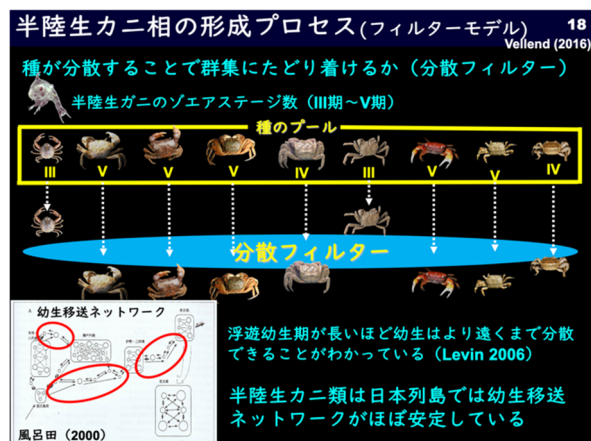 半陸生カニ相の形成プロセス(フィルターモデル)
18
Vellend (2016)
種が分散することで群集にたどり着けるか（分散フィルター）
半陸生ガニのゾエアステージ数（III期～V期）
種のプール
III V V V IV III V V IV
分散フィルター
幼生移送ネットワーク
浮遊幼生期が長いほど幼生はより遠くまで分散
できることがわかっている（Levin 2006）
半陸生カニ類は日本列島では幼生移送
ネットワークがほぼ安定している
風呂田（2000）